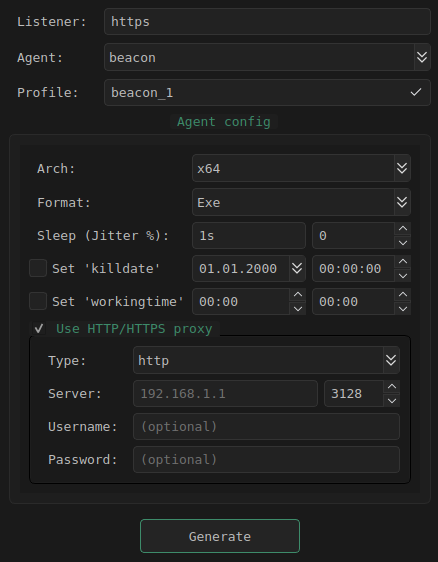 Listener: https
Agent: beacon
Profile: beacon_1
Agent config
Arch: x64
Format: Exe
Sleep (Jitter %): 1s 0
Set 'killdate' 01.01.2000 00:00:00
Set 'workingtime' 00:00 00:00
Use HTTP/HTTPS proxy
Type: http
Server: 192.168.1.1 3128
Username: (optional)
Password: (optional)
Generate